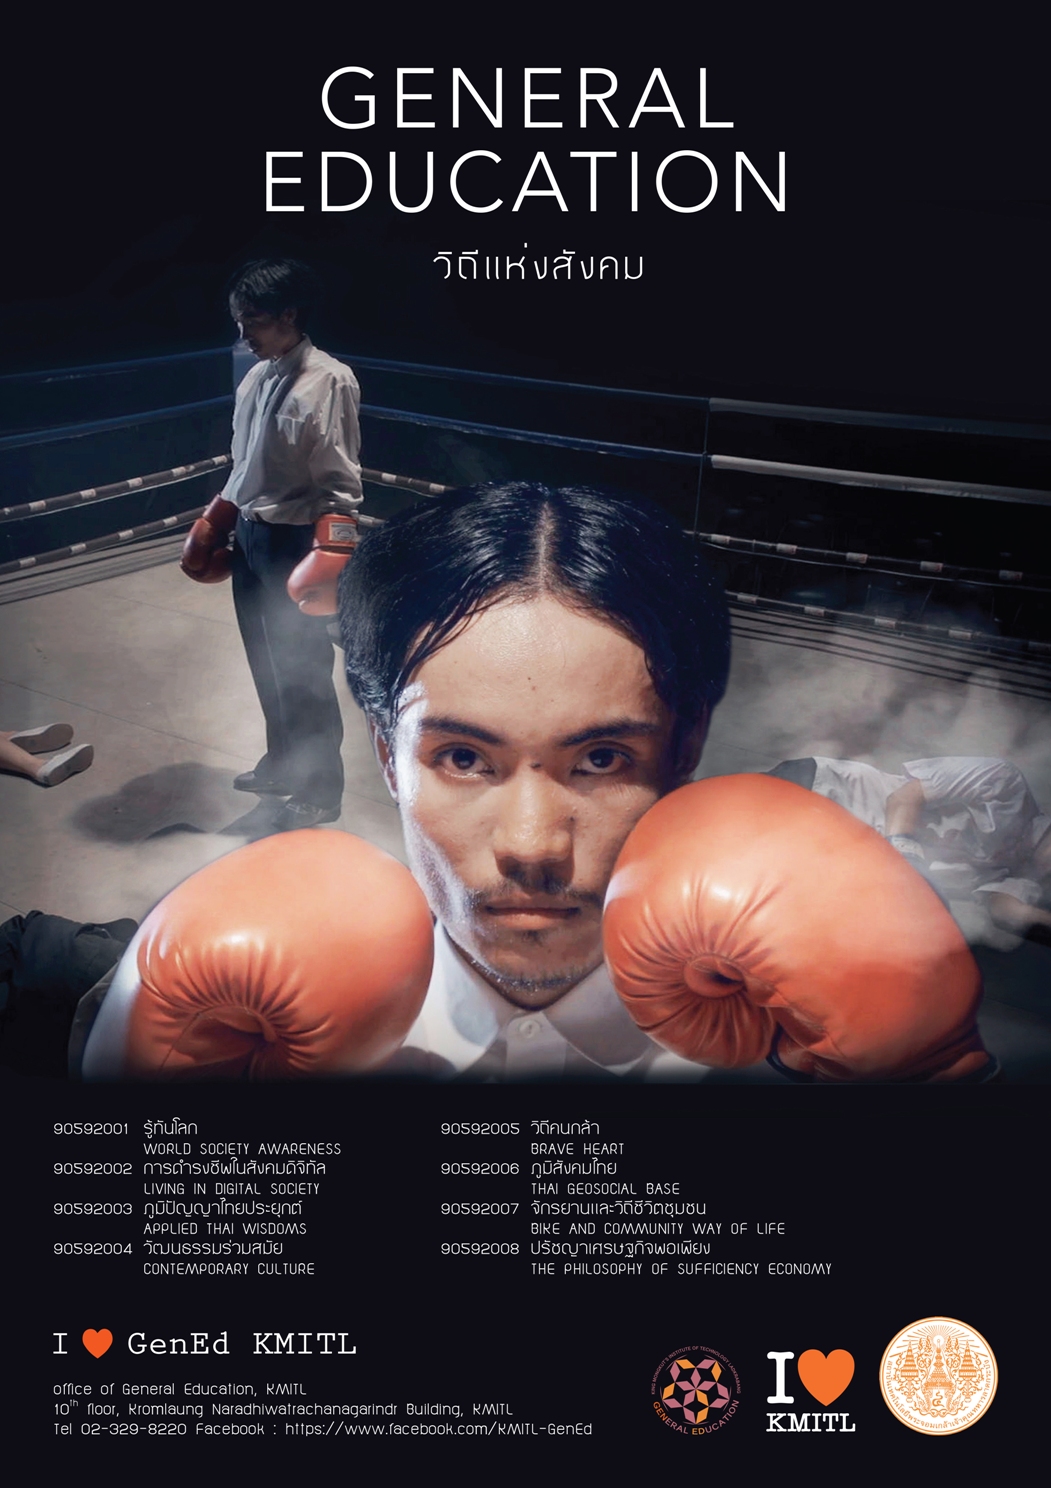 GENERAL
EDUCATION
วิถีแห่งสังคม
90592001 รู้ทันโลก
WORLD SOCIETY AWARENESS
90592002 การดำรงชีพในสังคมดิจิทัล
LIVING IN DIGITAL SOCIETY
90592003 ภูมิปัญญาไทยประยุกต์
APPLIED THAI WISDOMS
90592004 วัฒนธรรมร่วมสมัย
CONTEMPORARY CULTURE
90592005 วิถีคนกล้า
BRAVE HEART
90592006 ภูมิสังคมไทย
THAI GEOSOCIAL BASE
90592007 จักรยานและวิถีชีวิตชุมชน
BIKE AND COMMUNITY WAY OF LIFE
90592008 ปรัชญาเศรษฐกิจพอเพียง
THE PHILOSOPHY OF SUFFICIENCY ECONOMY
I GenEd KMITL
office of General Education, KMITL
10th floor, Kromlaung Naradhiwatrachanagarindr Building, KMITL
Tel 02-329-8220 Facebook : https://www.facebook.com/KMITL-GenEd
KING MONGKUT'S INSTITUTE OF TECHNOLOGY LADKRABANG
GENERAL EDUCATION
I
KMITL